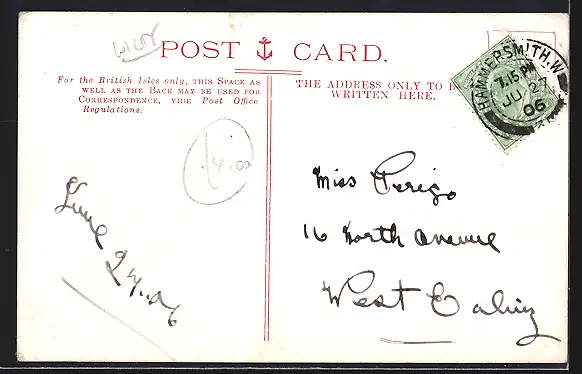 POST CARD.
For the British Isles only, THIS SPACE AS
WELL AS THE BACK MAY BE USED FOR
CORRESPONDENCE, VIDE Post Office
Regulations.
THE ADDRESS ONLY TO B
WRITTEN HERE.
HAMMERSMITH. W
7.15 PM
JU 27
06
£4.00
June
27.06
Miss Perigo
16 North Avenue
West Ealing